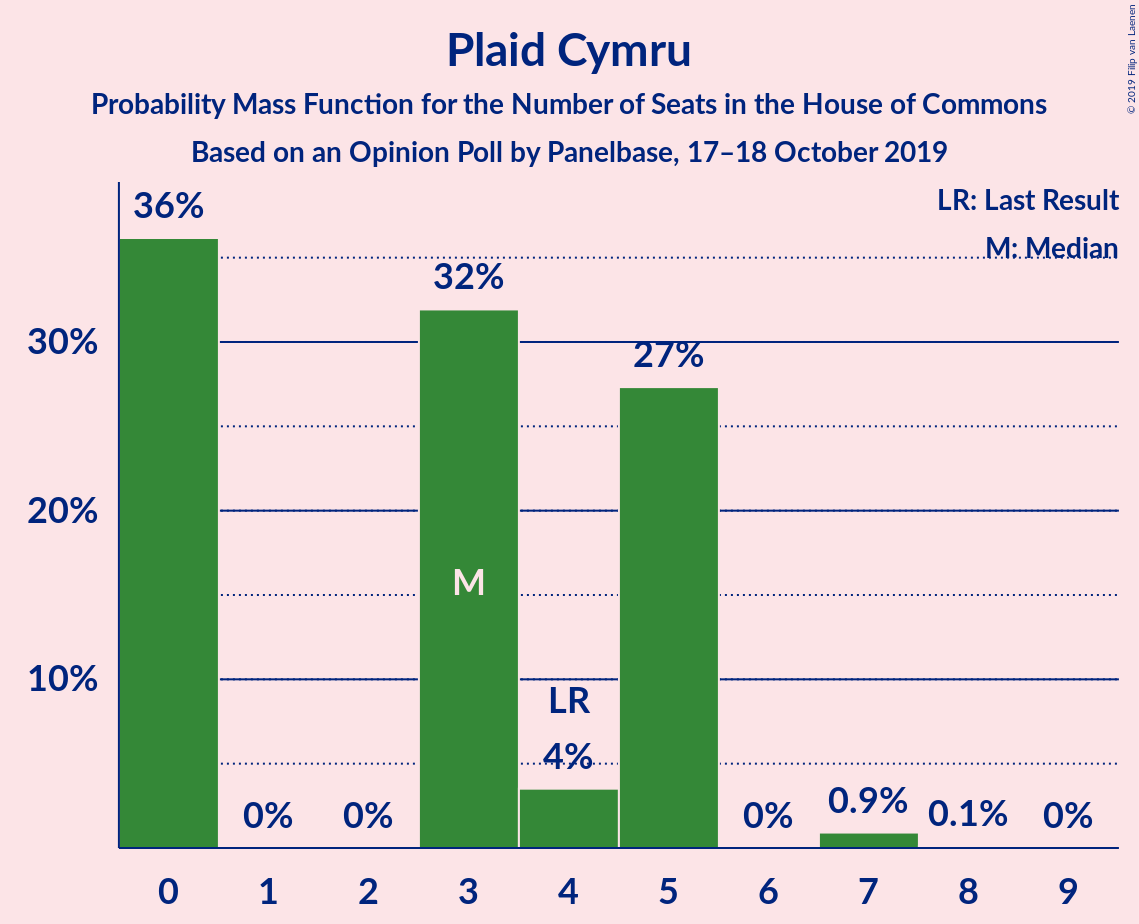 Plaid Cymru
Probability Mass Function for the Number of Seats in the House of Commons
Based on an Opinion Poll by Panelbase, 17–18 October 2019
© 2019 Filip van Laenen
LR: Last Result
M: Median
36%
32%
30%
27%
20%
M
10%
LR
4%
0%
0%
0%
0.9%
0.1%
0%
0 1 2 3 4 5 6 7 8 9